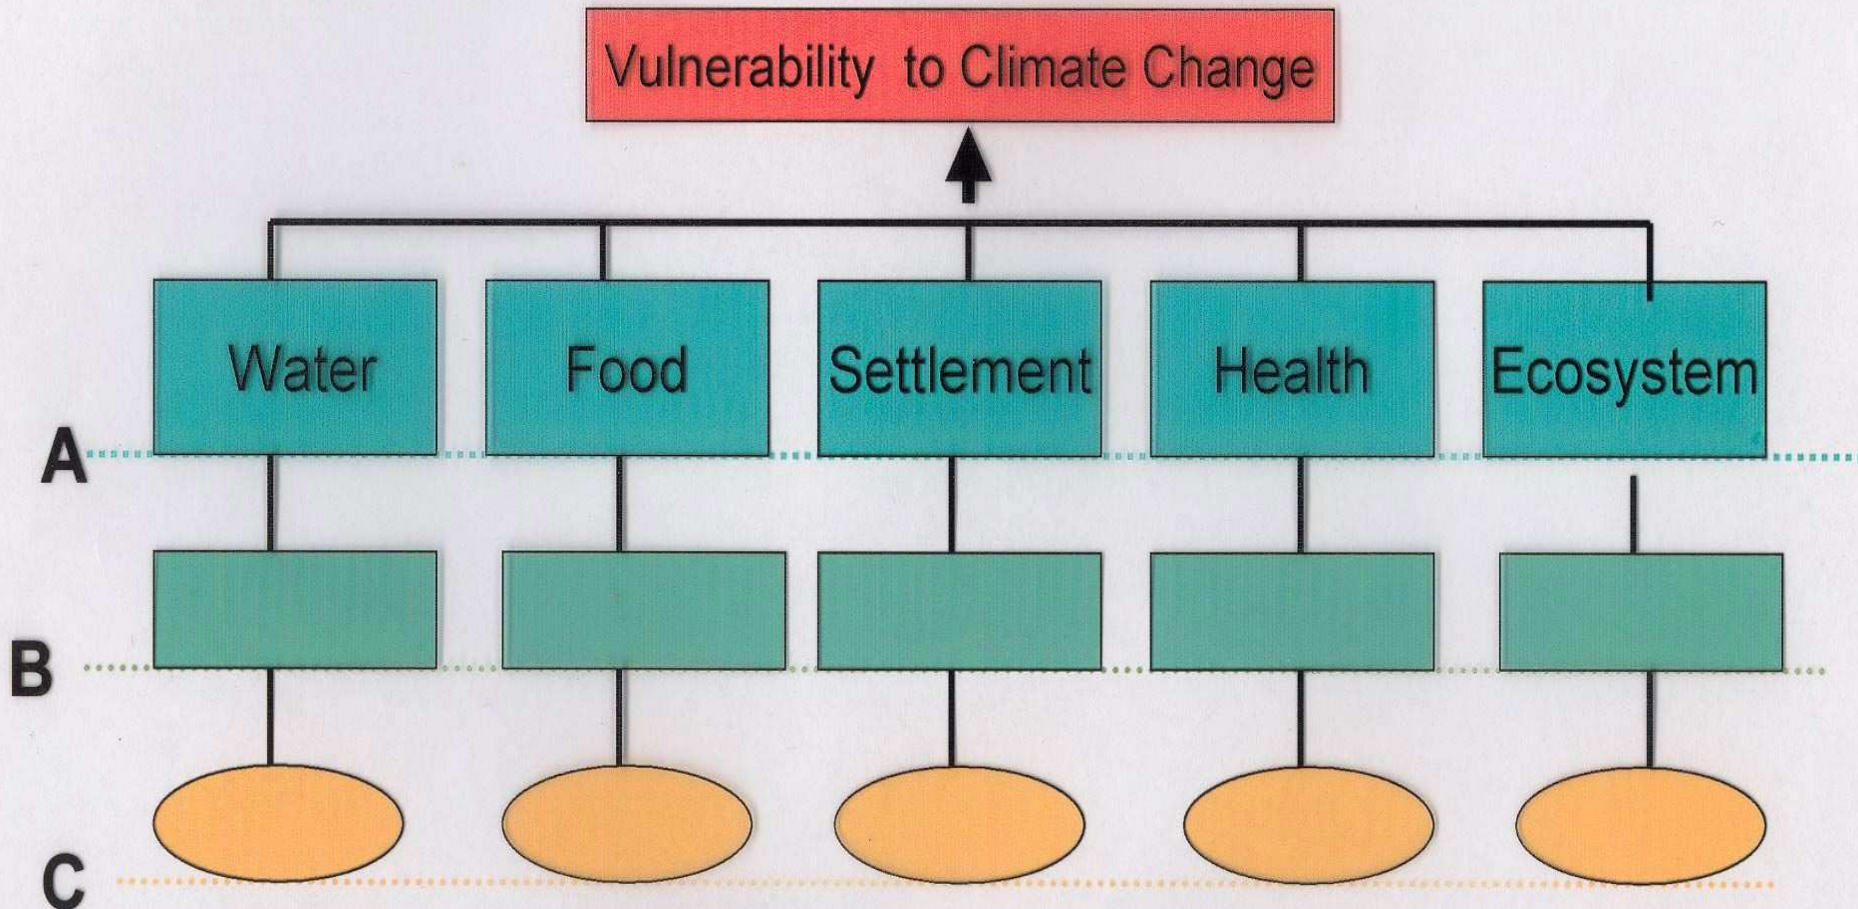 Vulnerability to Climate Change
Water
Food
Settlement
Health
Ecosystem
A
B
C